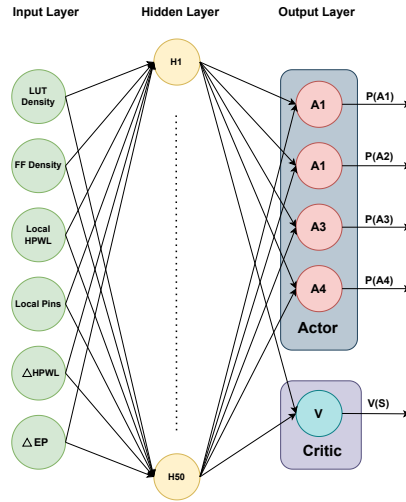 Input Layer
Hidden Layer
Output Layer
LUT
Density
FF Density
Local
HPWL
Local Pins
△HPWL
△EP
H1
H50
A1
A1
A3
A4
Actor
P(A1)
P(A2)
P(A3)
P(A4)
V
Critic
V(S)